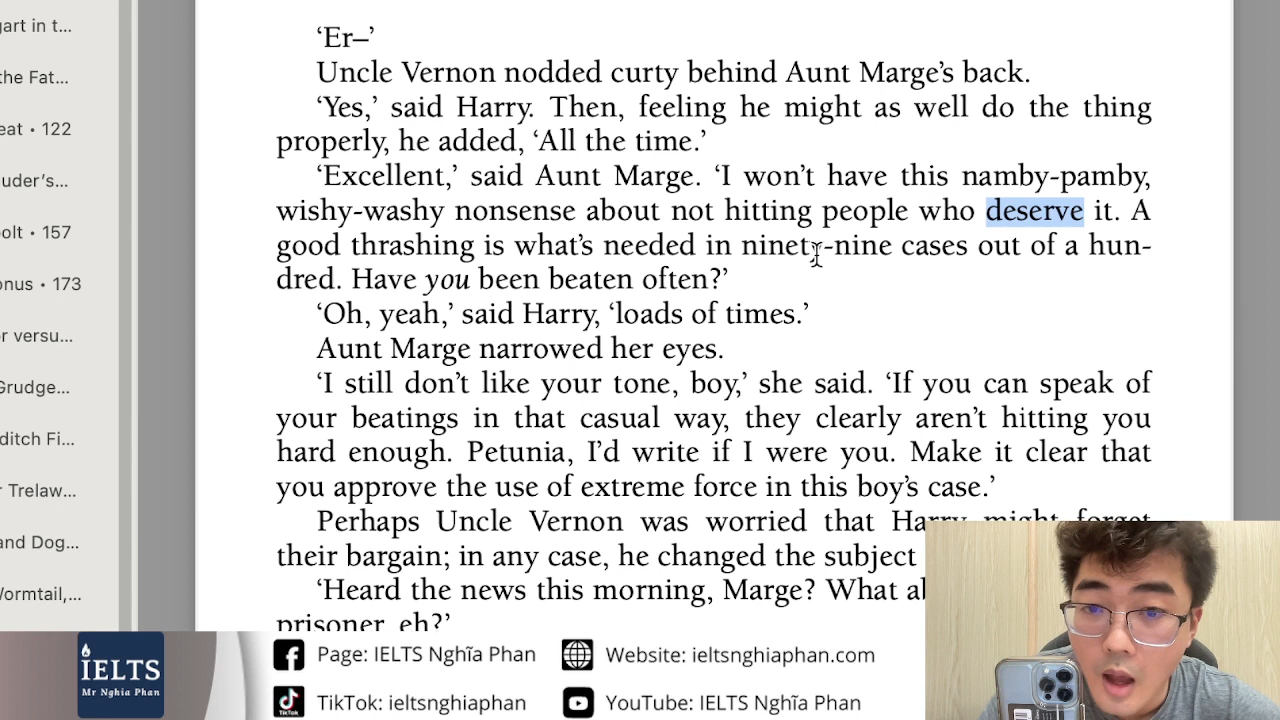 gart in t...
the Fat...
eat • 122
uder's...
olt • 157
onus • 173
r versu...
Grudge...
ditch Fi...
r Trelaw...
and Dog...
Wormtail,...
‘Er–’
Uncle Vernon nodded curty behind Aunt Marge’s back.
‘Yes,’ said Harry. Then, feeling he might as well do the thing
properly, he added, ‘All the time.’
‘Excellent,’ said Aunt Marge. ‘I won’t have this namby-pamby,
wishy-washy nonsense about not hitting people who deserve it. A
good thrashing is what’s needed in ninety-nine cases out of a hun-
dred. Have you been beaten often?’
‘Oh, yeah,’ said Harry, ‘loads of times.’
Aunt Marge narrowed her eyes.
‘I still don’t like your tone, boy,’ she said. ‘If you can speak of
your beatings in that casual way, they clearly aren’t hitting you
hard enough. Petunia, I’d write if I were you. Make it clear that
you approve the use of extreme force in this boy’s case.’
Perhaps Uncle Vernon was worried that Harry might forget
their bargain; in any case, he changed the subject
‘Heard the news this morning, Marge? What ab
prisoner, eh?’
IELTS
Mr Nghia Phan
Page: IELTS Nghĩa Phan
Website: ieltsnghiaphan.com
TikTok: ieltsnghiaphan
YouTube: IELTS Nghĩa Phan